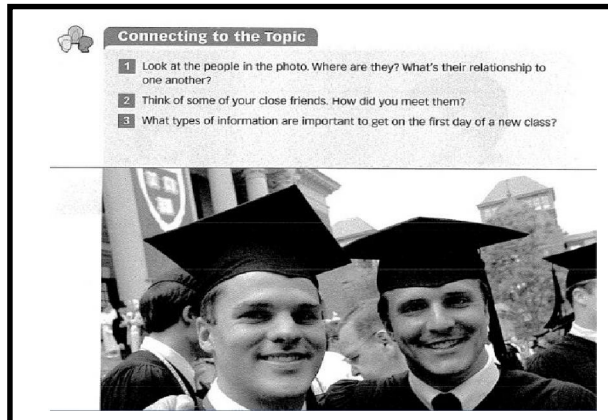 Connecting to the Topic
1 Look at the people in the photo. Where are they? What's their relationship to
one another?
2 Think of some of your close friends. How did you meet them?
3 What types of information are important to get on the first day of a new class?